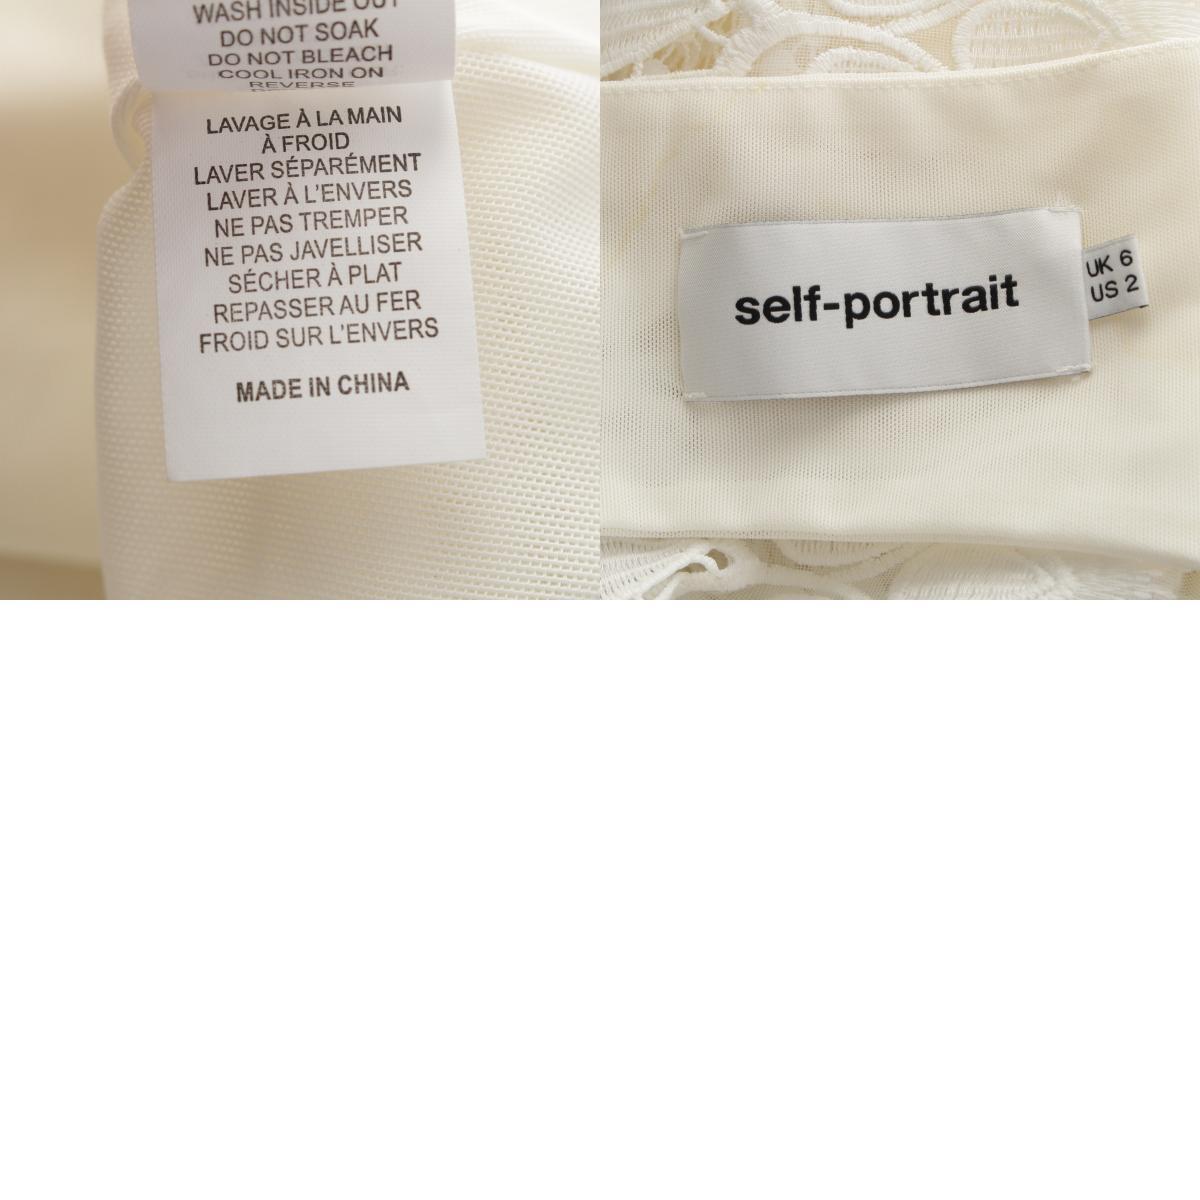 WASH INSIDE OUT
DO NOT SOAK
DO NOT BLEACH
COOL IRON ON
REVERSE
LAVAGE À LA MAIN
À FROID
LAVER SÉPARÉMENT
LAVER À L'ENVERS
NE PAS TREMPER
NE PAS JAVELLISER
SÉCHER À PLAT
REPASSER AU FER
FROID SUR L'ENVERS
MADE IN CHINA
self-portrait
UK 6
US 2